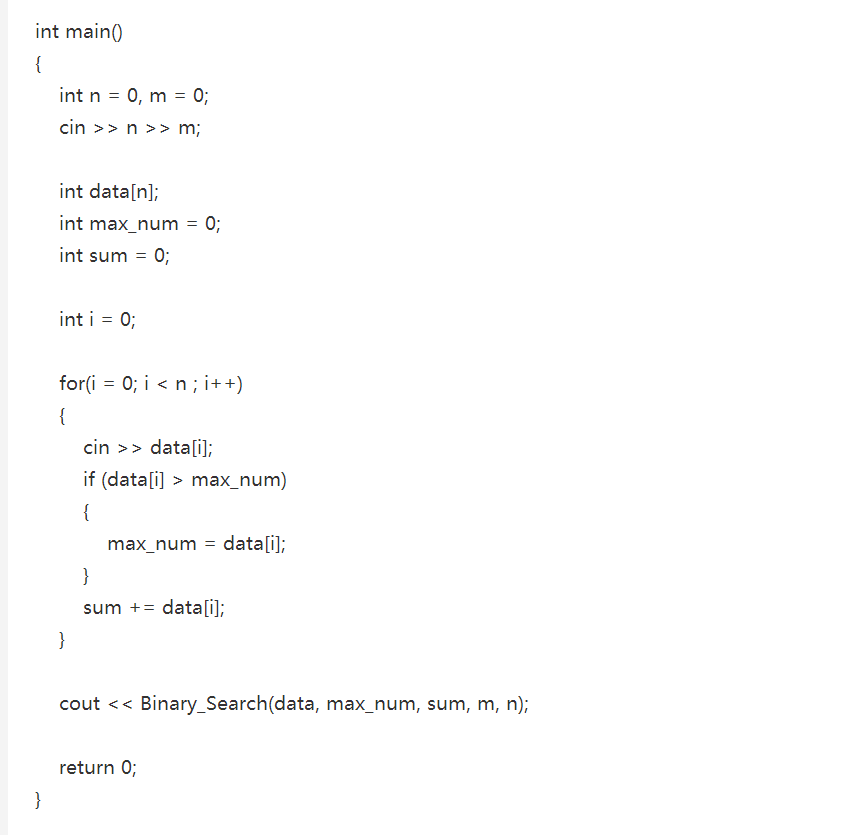 int main()
{
int n = 0, m = 0;
cin >> n >> m;
int data[n];
int max_num = 0;
int sum = 0;
int i = 0;
for(i = 0; i < n ; i++)
{
cin >> data[i];
if (data[i] > max_num)
{
max_num = data[i];
}
sum += data[i];
}
cout << Binary_Search(data, max_num, sum, m, n);
return 0;
}